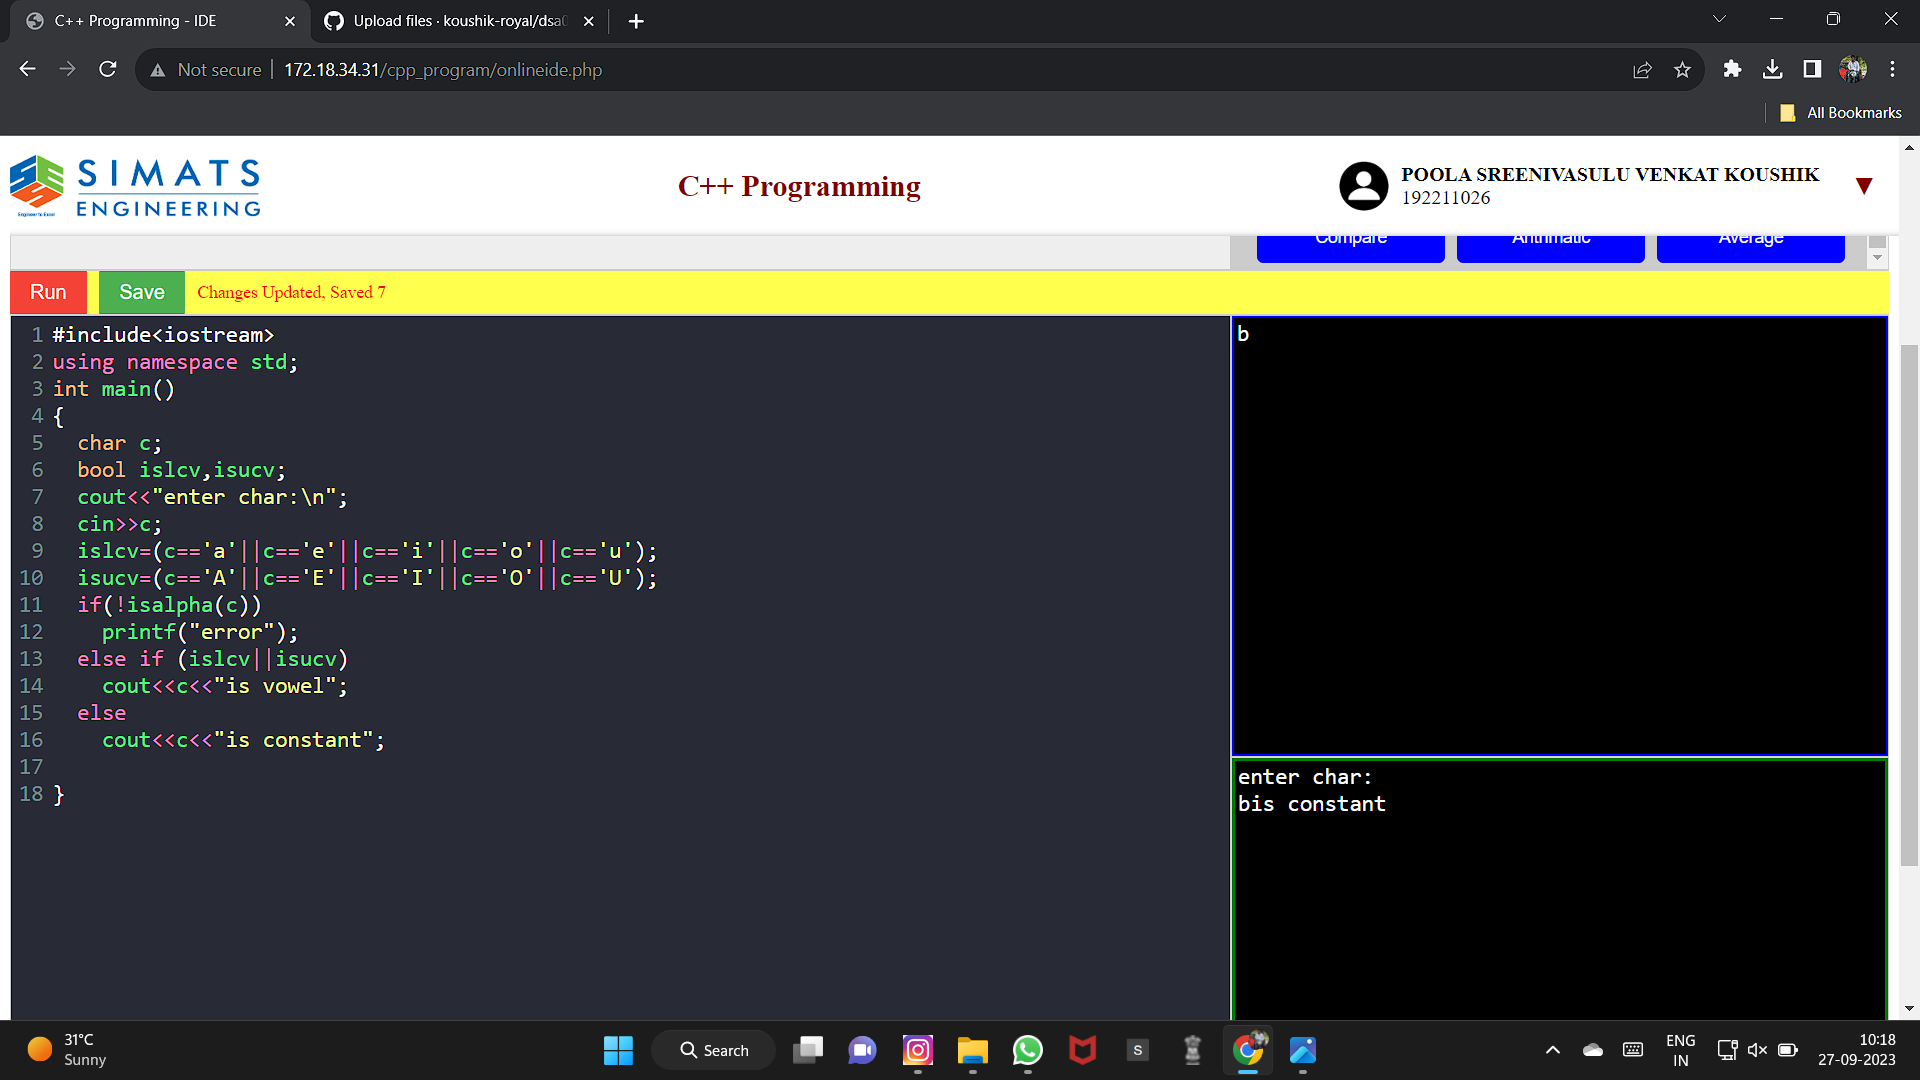 C++ Programming - IDE
Upload files · koushik-royal/dsa0
Not secure
172.18.34.31/cpp_program/onlineide.php
All Bookmarks
SIMATS
ENGINEERING
Engineer to Excel
C++ Programming
POOLA SREENIVASULU VENKAT KOUSHIK
192211026
Compare
Arithmatic
Average
Run
Save
Changes Updated, Saved 7
1 #include<iostream>
2 using namespace std;
3 int main()
4 {
5   char c;
6   bool islcv,isucv;
7   cout<<"enter char:\n";
8   cin>>c;
9   islcv=(c=='a'||c=='e'||c=='i'||c=='o'||c=='u');
10   isucv=(c=='A'||c=='E'||c=='I'||c=='O'||c=='U');
11   if(!isalpha(c))
12     printf("error");
13   else if (islcv||isucv)
14     cout<<c<<"is vowel";
15   else
16     cout<<c<<"is constant";
17
18 }
b
enter char:
bis constant
31°C
Sunny
Search
S
ENG
IN
10:18
27-09-2023